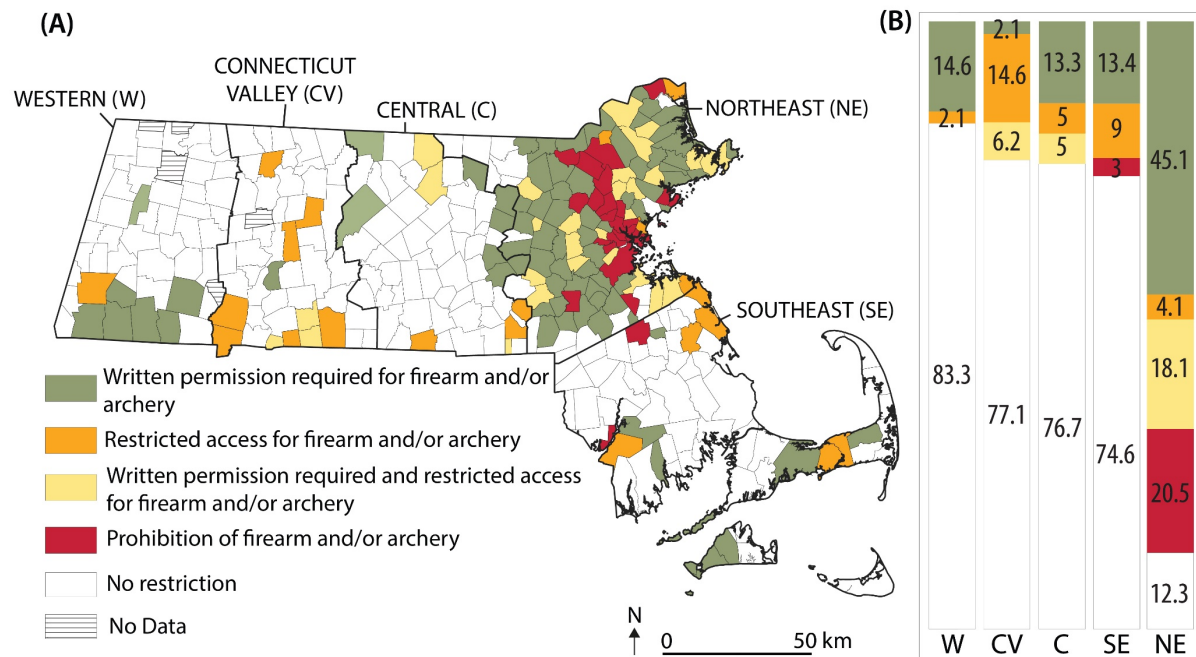 (A)
(B)
WESTERN (W)
CONNECTICUT
VALLEY (CV)
CENTRAL (C)
NORTHEAST (NE)
SOUTHEAST (SE)
Written permission required for firearm and/or
archery
Restricted access for firearm and/or archery
Written permission required and restricted access
for firearm and/or archery
Prohibition of firearm and/or archery
No restriction
No Data
N
0 50 km
14.6
2.1
83.3
2.1
14.6
6.2
77.1
13.3
5
5
76.7
13.4
9
3
74.6
45.1
4.1
18.1
20.5
12.3
W CV C SE NE